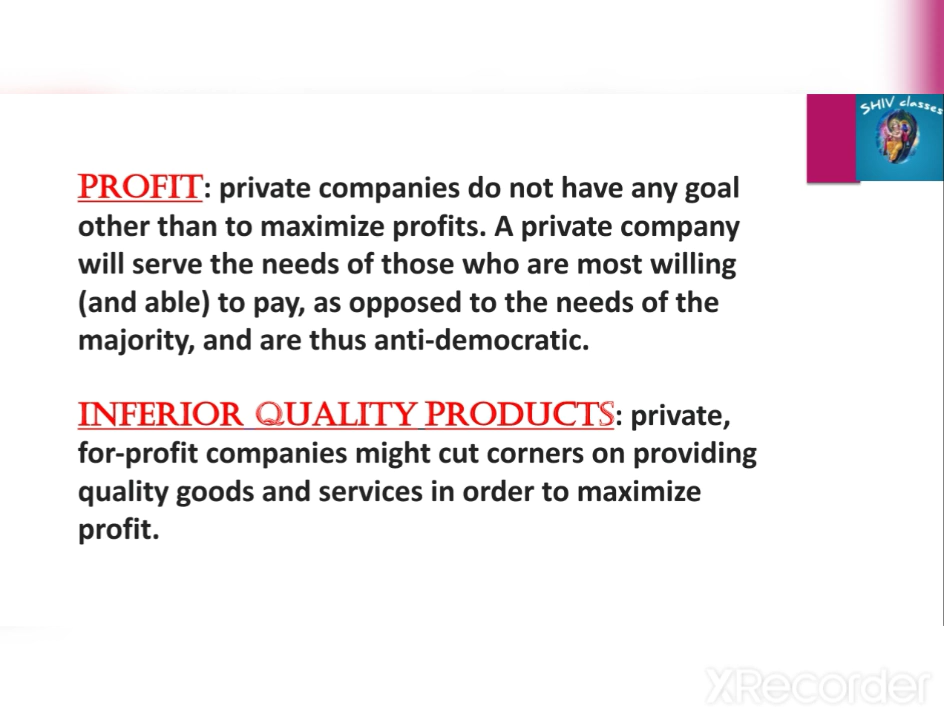 SHIV classes
PROFIT: private companies do not have any goal
other than to maximize profits. A private company
will serve the needs of those who are most willing
(and able) to pay, as opposed to the needs of the
majority, and are thus anti-democratic.
INFERIOR QUALITY PRODUCTS: private,
for-profit companies might cut corners on providing
quality goods and services in order to maximize
profit.
XRecorder